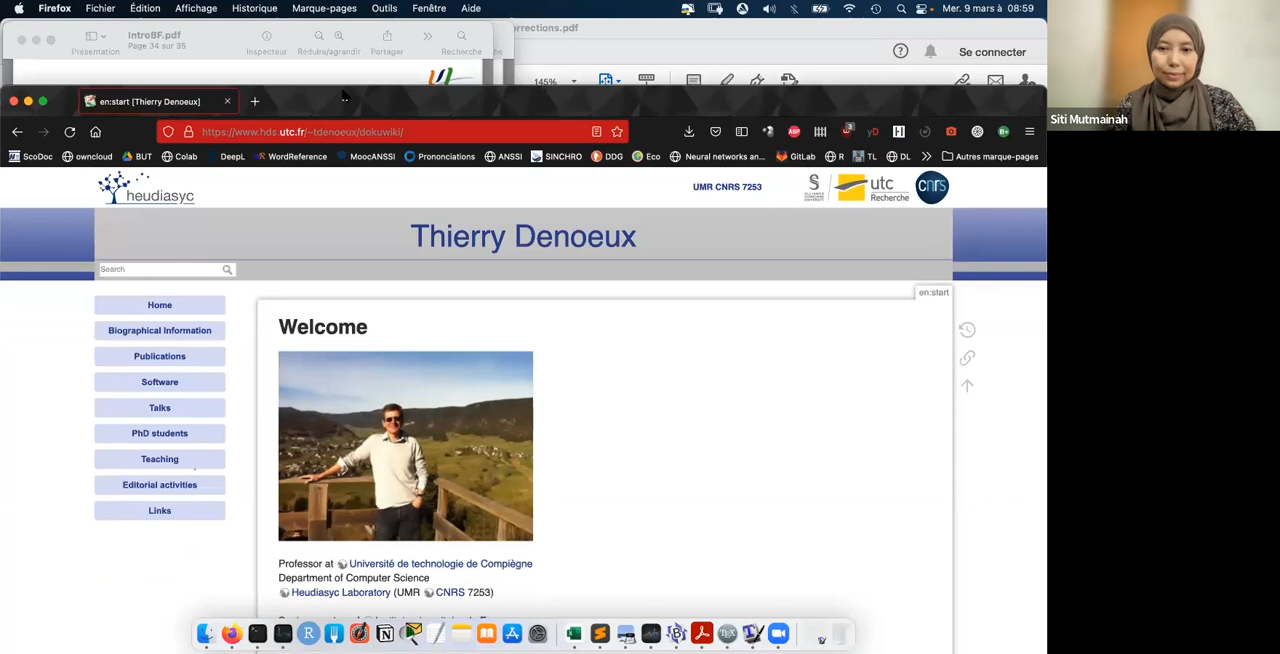 Firefox Fichier Édition Affichage Historique Marque-pages Outils Fenêtre Aide Mer. 9 mars à 08:59
IntroBF.pdf
Page 34 sur 35
Présentation Inspecteur Réduire/agrandir Partager Recherche
rrections.pdf
Se connecter
145%
en:start [Thierry Denoeux]
https://www.hds.utc.fr/~tdenoeux/dokuwiki/
ScoDoc owncloud BUT Colab DeepL WordReference MoocANSSI Prononciations ANSSI SINCHRO DDG Eco Neural networks an... GitLab R TL DL Autres marque-pages
heudiasyc
UMR CNRS 7253
utc
Recherche
cnrs
Thierry Denoeux
Search
en:start
Home
Biographical Information
Publications
Software
Talks
PhD students
Teaching
Editorial activities
Links
Welcome
Professor at Université de technologie de Compiègne
Department of Computer Science
Heudiasyc Laboratory (UMR CNRS 7253)
Siti Mutmainah